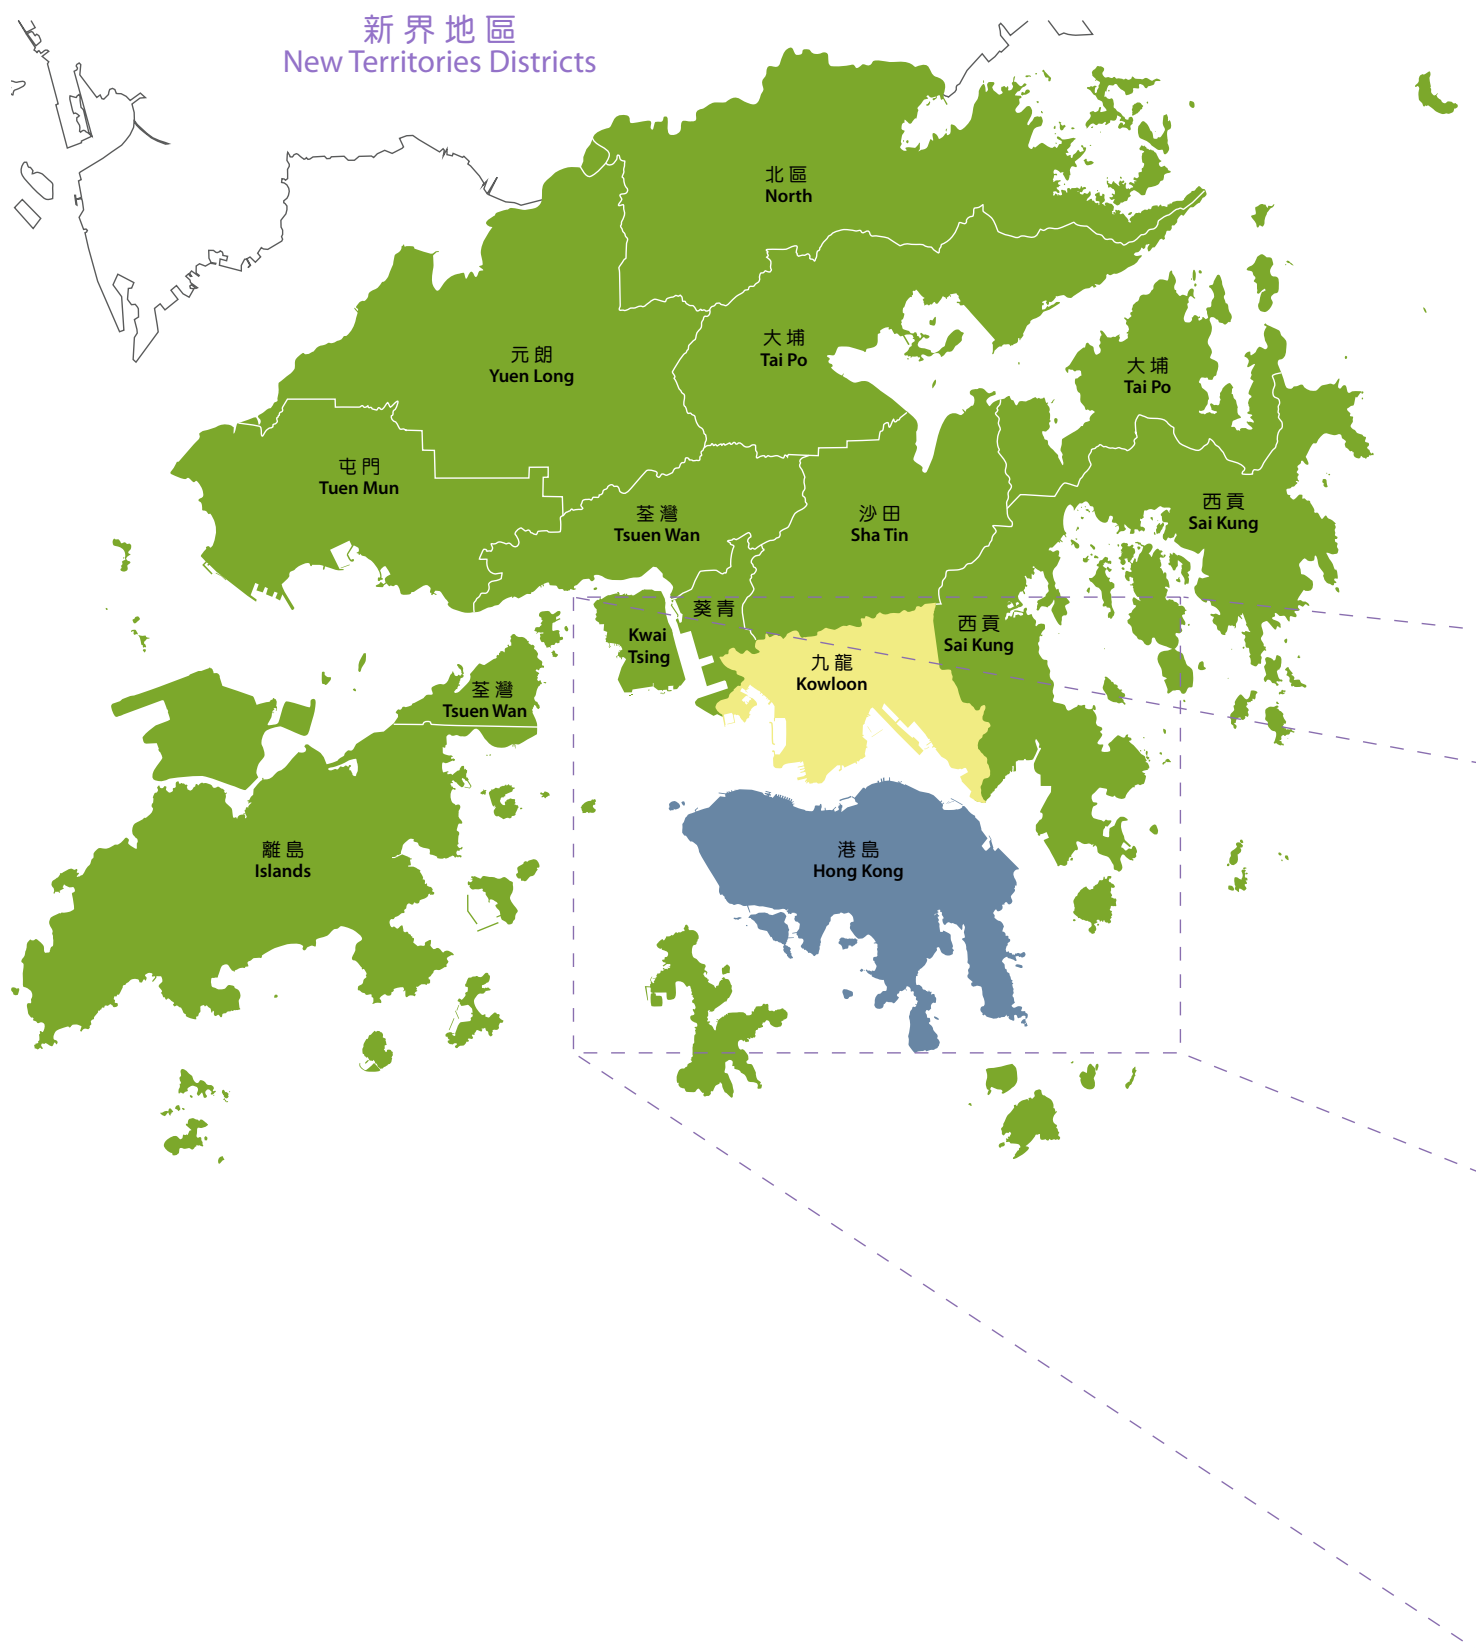 新界地區
New Territories Districts
北區
North
大埔
Tai Po
元朗
Yuen Long
大埔
Tai Po
屯門
Tuen Mun
荃灣
Tsuen Wan
沙田
Sha Tin
西貢
Sai Kung
葵青
Kwai
Tsing
西貢
Sai Kung
九龍
Kowloon
荃灣
Tsuen Wan
離島
Islands
港島
Hong Kong